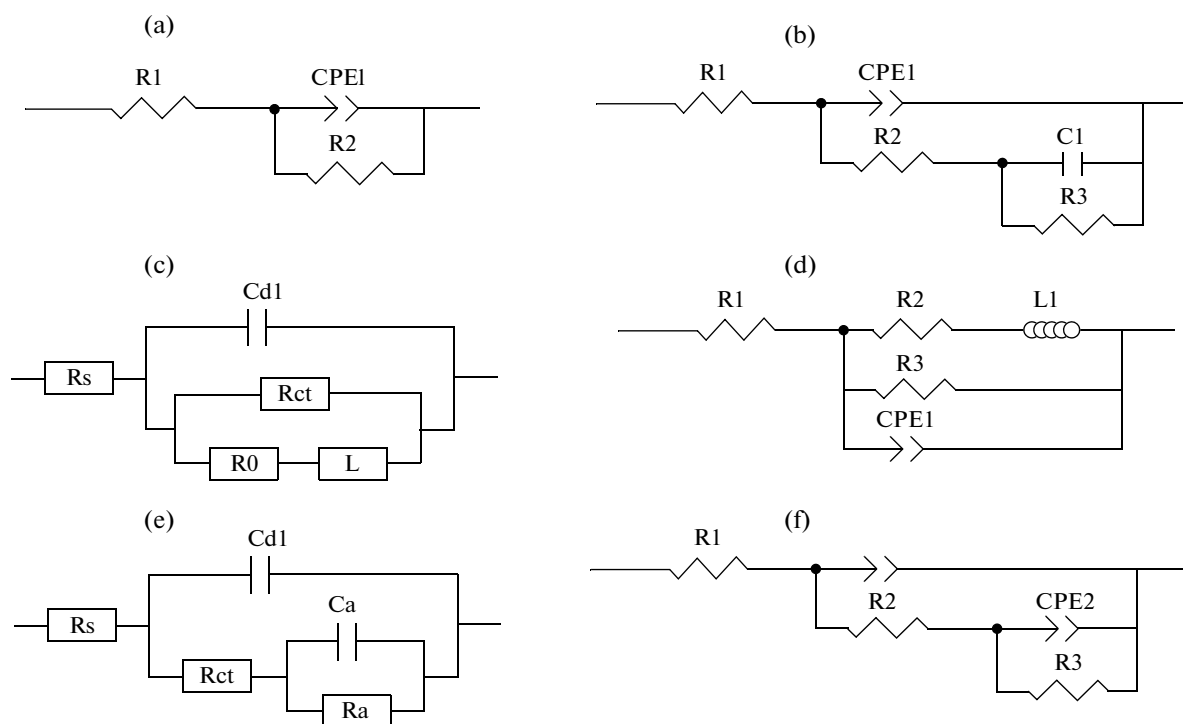 (a)
R1
CPE1
R2
(b)
R1
CPE1
R2
C1
R3
(c)
Cd1
Rs
Rct
R0
L
(d)
R1
R2
L1
R3
CPE1
(e)
Cd1
Ca
Rs
Rct
Ra
(f)
R1
R2
CPE2
R3